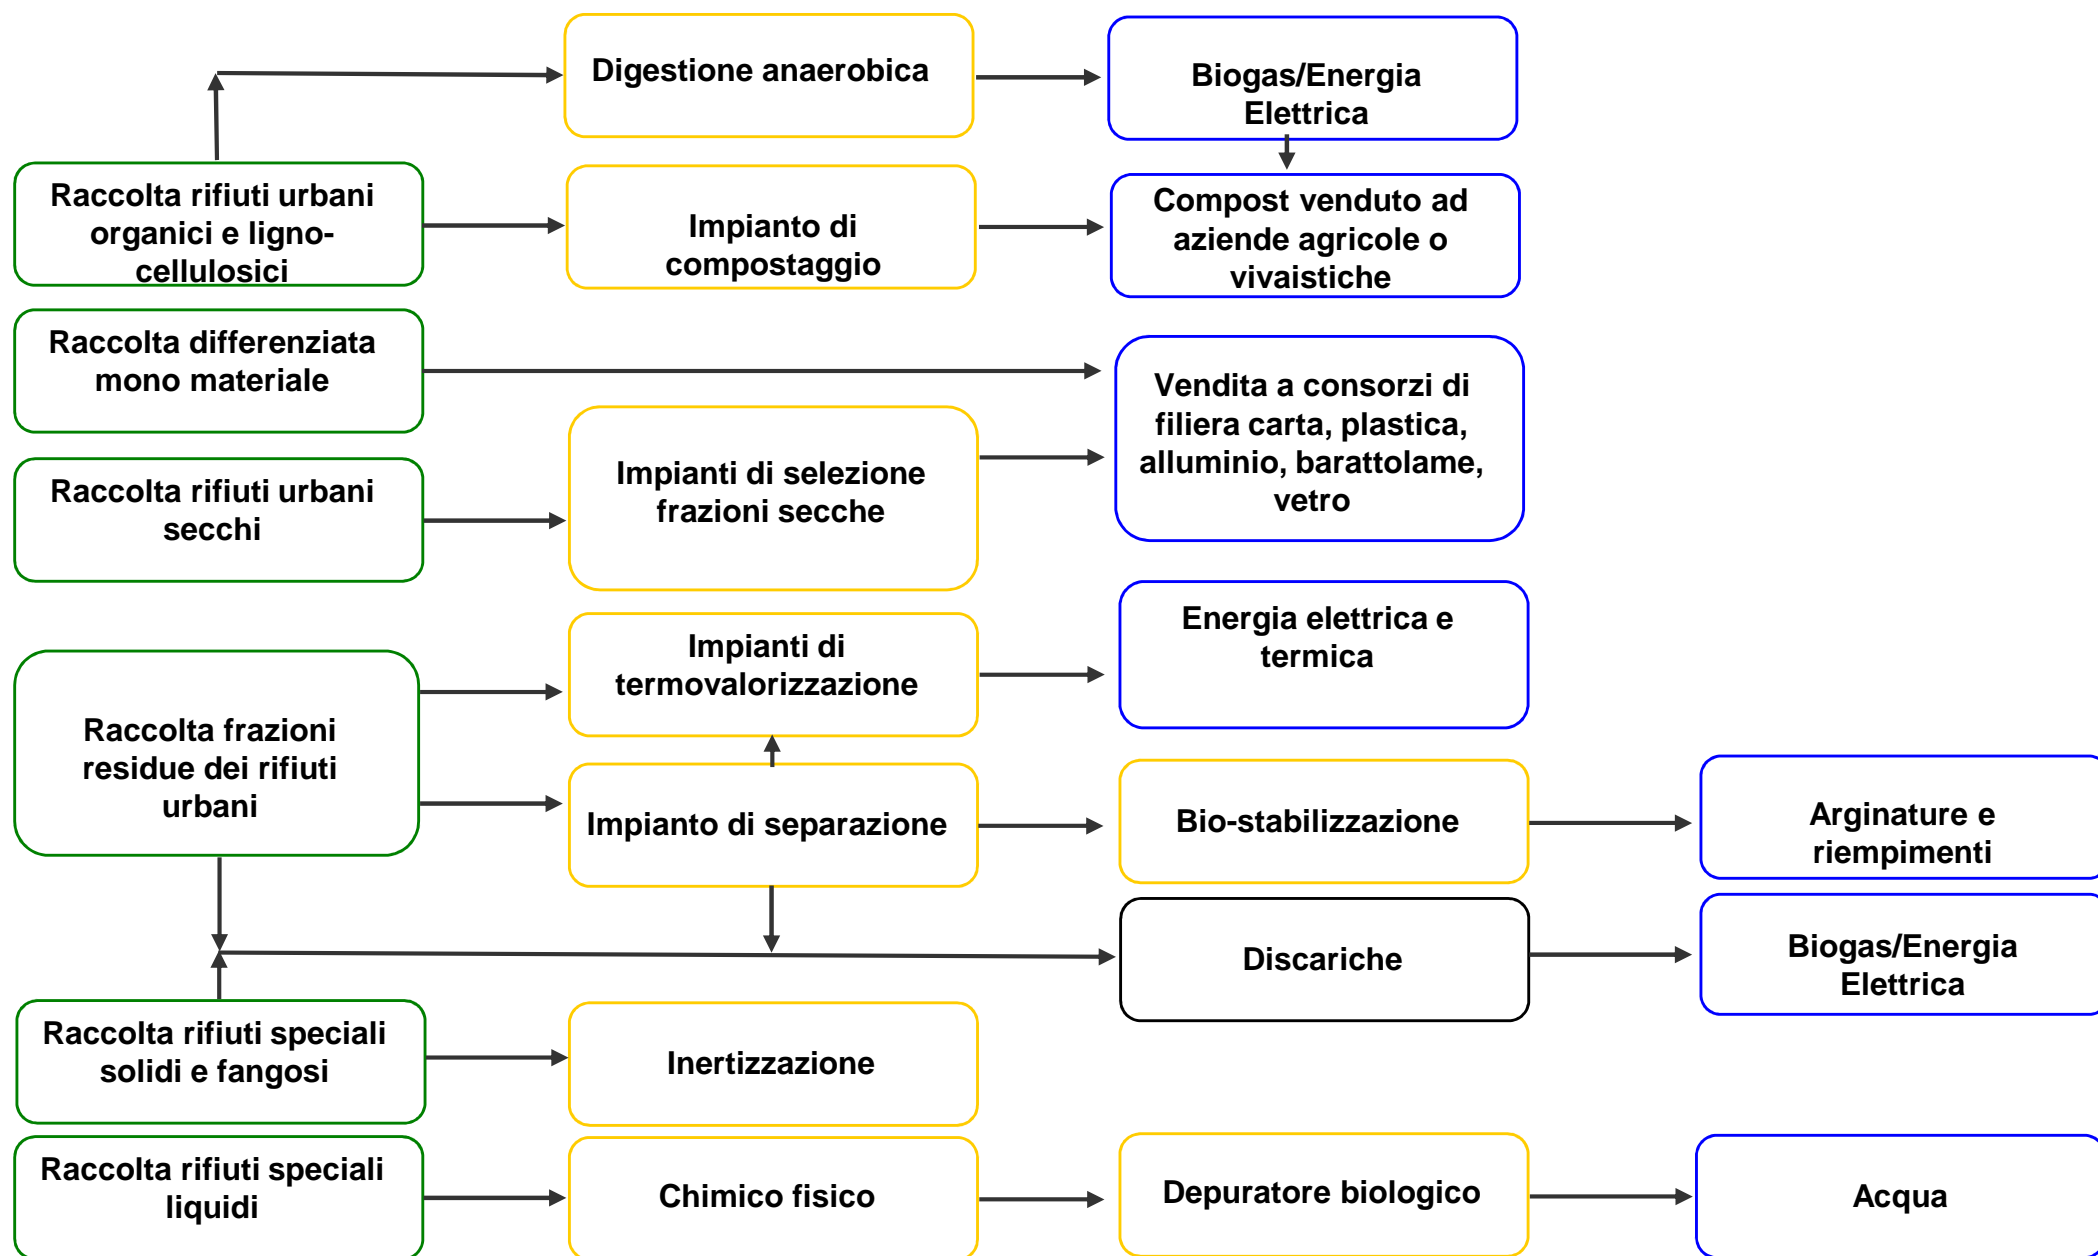 Digestione anaerobica
Biogas/Energia
Elettrica
Raccolta rifiuti urbani
organici e ligno-
cellulosici
Impianto di
compostaggio
Compost venduto ad
aziende agricole o
vivaistiche
Raccolta differenziata
mono materiale
Vendita a consorzi di
filiera carta, plastica,
alluminio, barattolame,
vetro
Raccolta rifiuti urbani
secchi
Impianti di selezione
frazioni secche
Energia elettrica e
termica
Impianti di
termovalorizzazione
Raccolta frazioni
residue dei rifiuti
urbani
Impianto di separazione
Bio-stabilizzazione
Arginature e
riempimenti
Discariche
Biogas/Energia
Elettrica
Raccolta rifiuti speciali
solidi e fangosi
Inertizzazione
Raccolta rifiuti speciali
liquidi
Chimico fisico
Depuratore biologico
Acqua